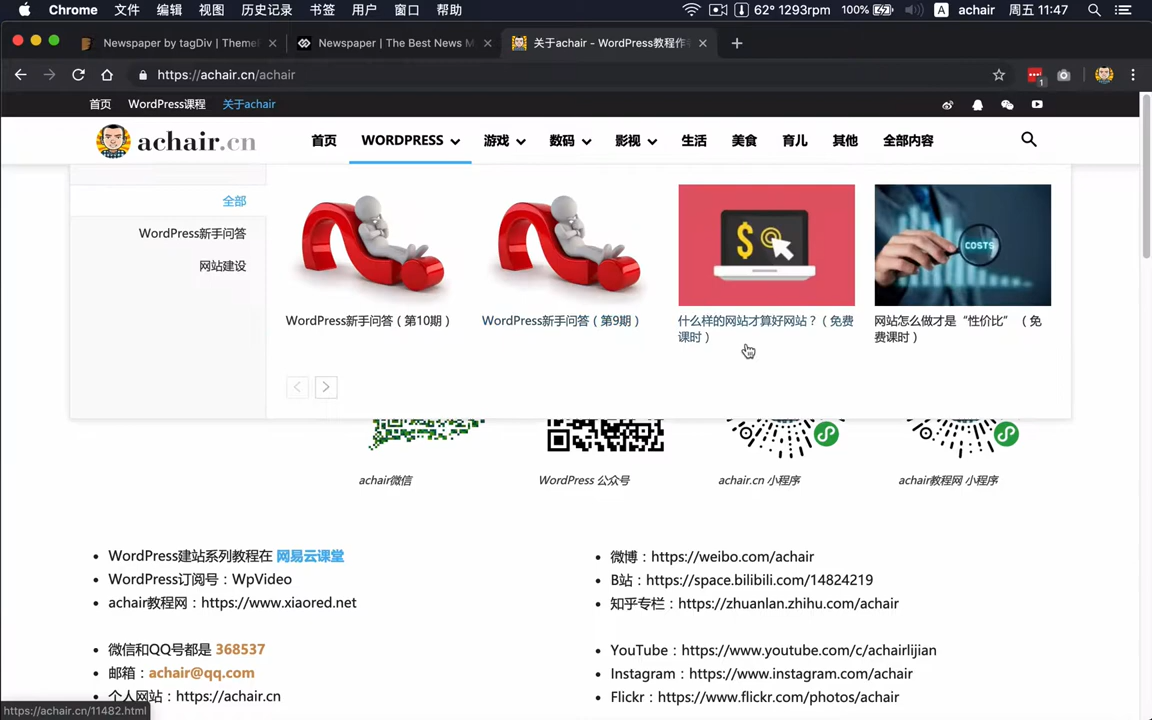 Chrome 文件 编辑 视图 历史记录 书签 用户 窗口 帮助 62° 1293rpm 100% A achair 周五 11:47
Newspaper by tagDiv | ThemeF Newspaper | The Best News M 关于achair - WordPress教程作
https://achair.cn/achair 1
首页 WordPress课程 关于achair
achair.cn 首页 WORDPRESS 游戏 数码 影视 生活 美食 育儿 其他 全部内容
全部
WordPress新手问答
网站建设
COSTS
WordPress新手问答（第10期） WordPress新手问答（第9期） 什么样的网站才算好网站？（免费 网站怎么做才是“性价比” （免
课时） 费课时）
achair微信 WordPress 公众号 achair.cn 小程序 achair教程网 小程序
WordPress建站系列教程在 网易云课堂
WordPress订阅号：WpVideo
achair教程网：https://www.xiaored.net
微信和QQ号都是 368537
邮箱：achair@qq.com
个人网站：https://achair.cn
微博：https://weibo.com/achair
B站：https://space.bilibili.com/14824219
知乎专栏：https://zhuanlan.zhihu.com/achair
YouTube：https://www.youtube.com/c/achairlijian
Instagram：https://www.instagram.com/achair
Flickr：https://www.flickr.com/photos/achair
https://achair.cn/11482.html